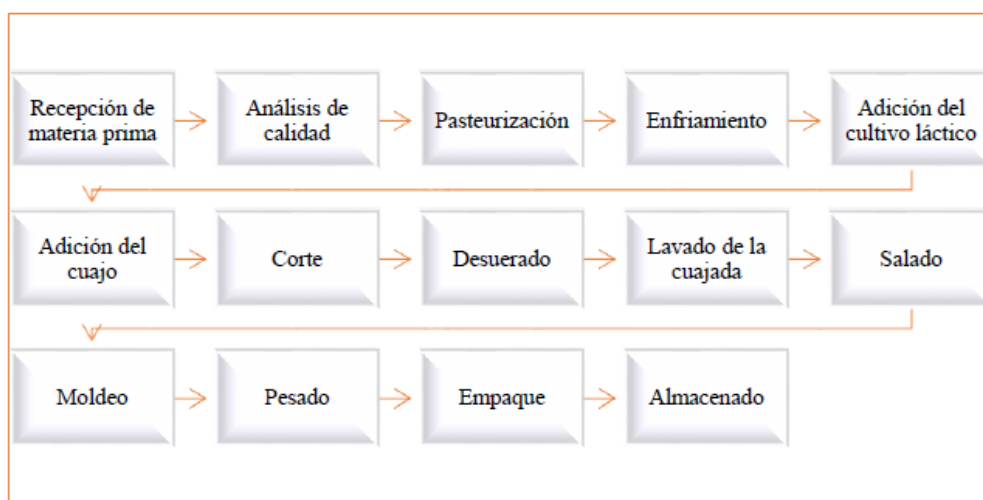 Recepción de
materia prima
Análisis de
calidad
Pasteurización
Enfriamiento
Adición del
cultivo láctico
Adición del
cuajo
Corte
Desuerado
Lavado de la
cuajada
Salado
Moldeo
Pesado
Empaque
Almacenado